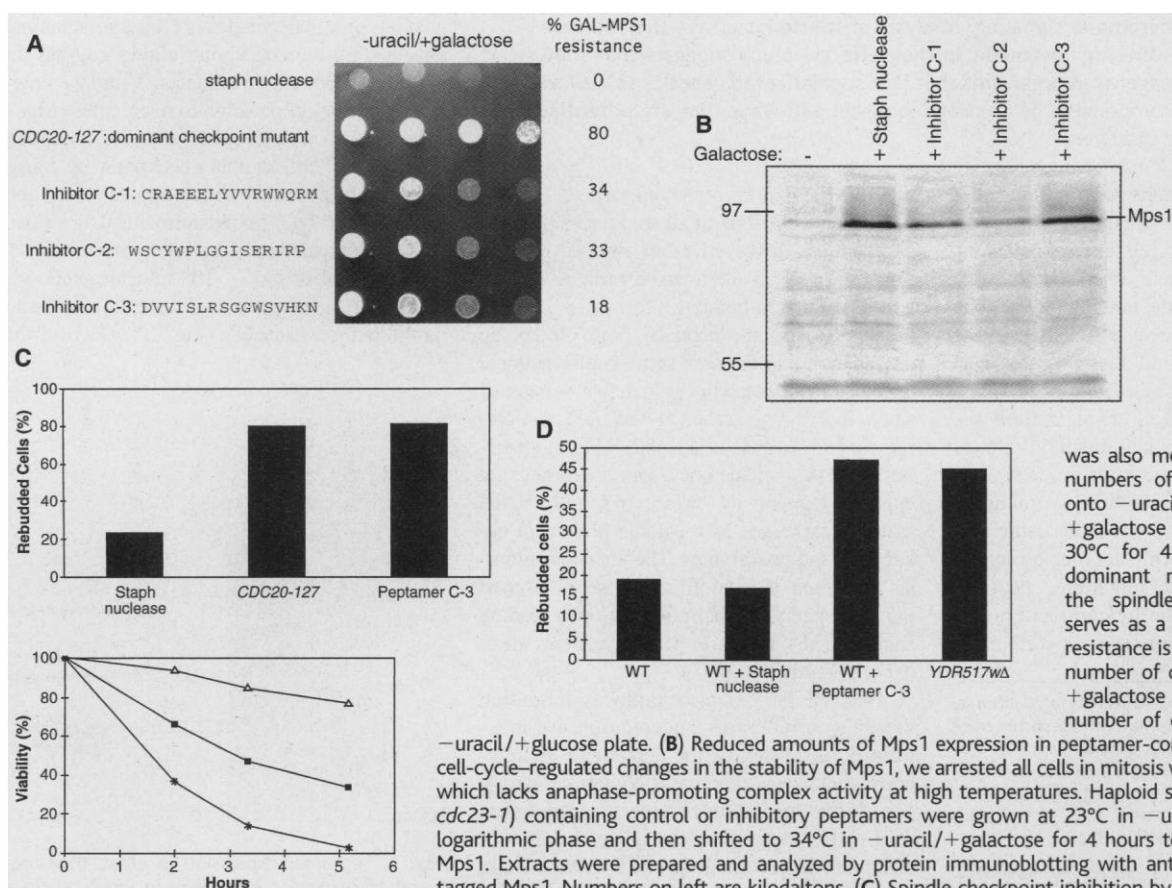 A
-uracil/+galactose
% GAL-MPS1
resistance
staph nuclease
0
CDC20-127 :dominant checkpoint mutant
80
Inhibitor C-1: CRAEEELYVVRWWQRM
34
Inhibitor C-2: WSCYWPLGGISERIRP
33
Inhibitor C-3: DVVISLRSGGWSVHKN
18
B
Galactose:
-
+ Staph nuclease
+ Inhibitor C-1
+ Inhibitor C-2
+ Inhibitor C-3
97
Mps1
55
C
Rebudded Cells (%)
100
80
60
40
20
0
Staph
nuclease
CDC20-127
Peptamer C-3
Viability (%)
100
80
60
40
20
0
0 1 2 3 4 5 6
Hours
D
Rebudded cells (%)
50
45
40
35
30
25
20
15
10
5
0
WT
WT + Staph
nuclease
WT +
Peptamer C-3
YDR517wΔ
was also me
numbers of
onto −uraci
+galactose
30°C for 4
dominant m
the spindle
serves as a
resistance is
number of c
+galactose
number of c
−uracil/+glucose plate. (B) Reduced amounts of Mps1 expression in peptamer-co
cell-cycle–regulated changes in the stability of Mps1, we arrested all cells in mitosis
which lacks anaphase-promoting complex activity at high temperatures. Haploid s
cdc23-1) containing control or inhibitory peptamers were grown at 23°C in −u
logarithmic phase and then shifted to 34°C in −uracil/+galactose for 4 hours to
Mps1. Extracts were prepared and analyzed by protein immunoblotting with ant
tagged Mps1. Numbers on left are kilodaltons. (C) Spindle checkpoint inhibition by